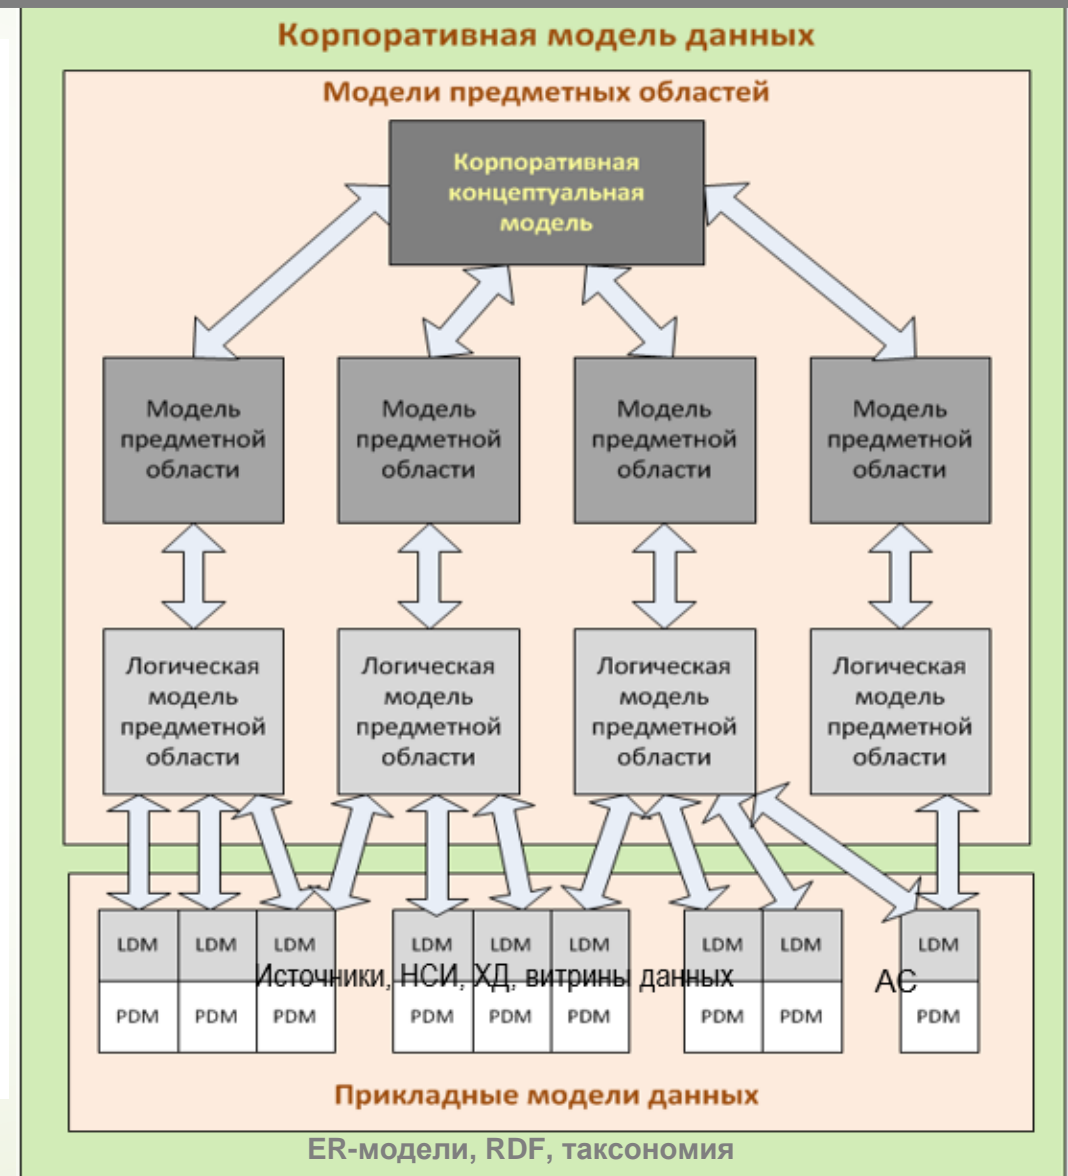 Корпоративная модель данных
Модели предметных областей
Корпоративная
концептуальная
модель
Модель
предметной
области
Модель
предметной
области
Модель
предметной
области
Модель
предметной
области
Логическая
модель
предметной
области
Логическая
модель
предметной
области
Логическая
модель
предметной
области
Логическая
модель
предметной
области
LDM LDM LDM LDM LDM LDM LDM LDM LDM
Источники, НСИ, ХД, витрины данных АС
PDM PDM PDM PDM PDM PDM PDM PDM PDM
Прикладные модели данных
ER-модели, RDF, таксономия